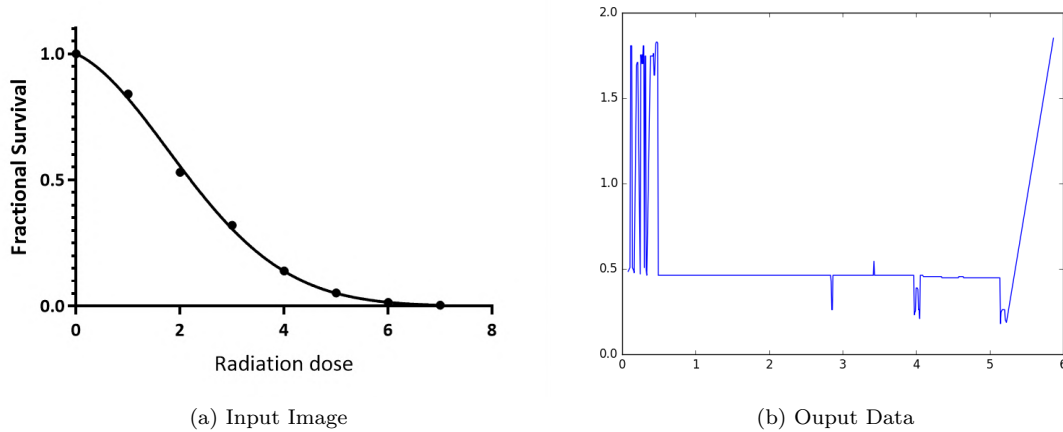 1.0
0.5
0.0
Fractional Survival
0 2 4 6 8
Radiation dose
(a) Input Image
2.0
1.5
1.0
0.5
0.0
0 1 2 3 4 5 6
(b) Ouput Data